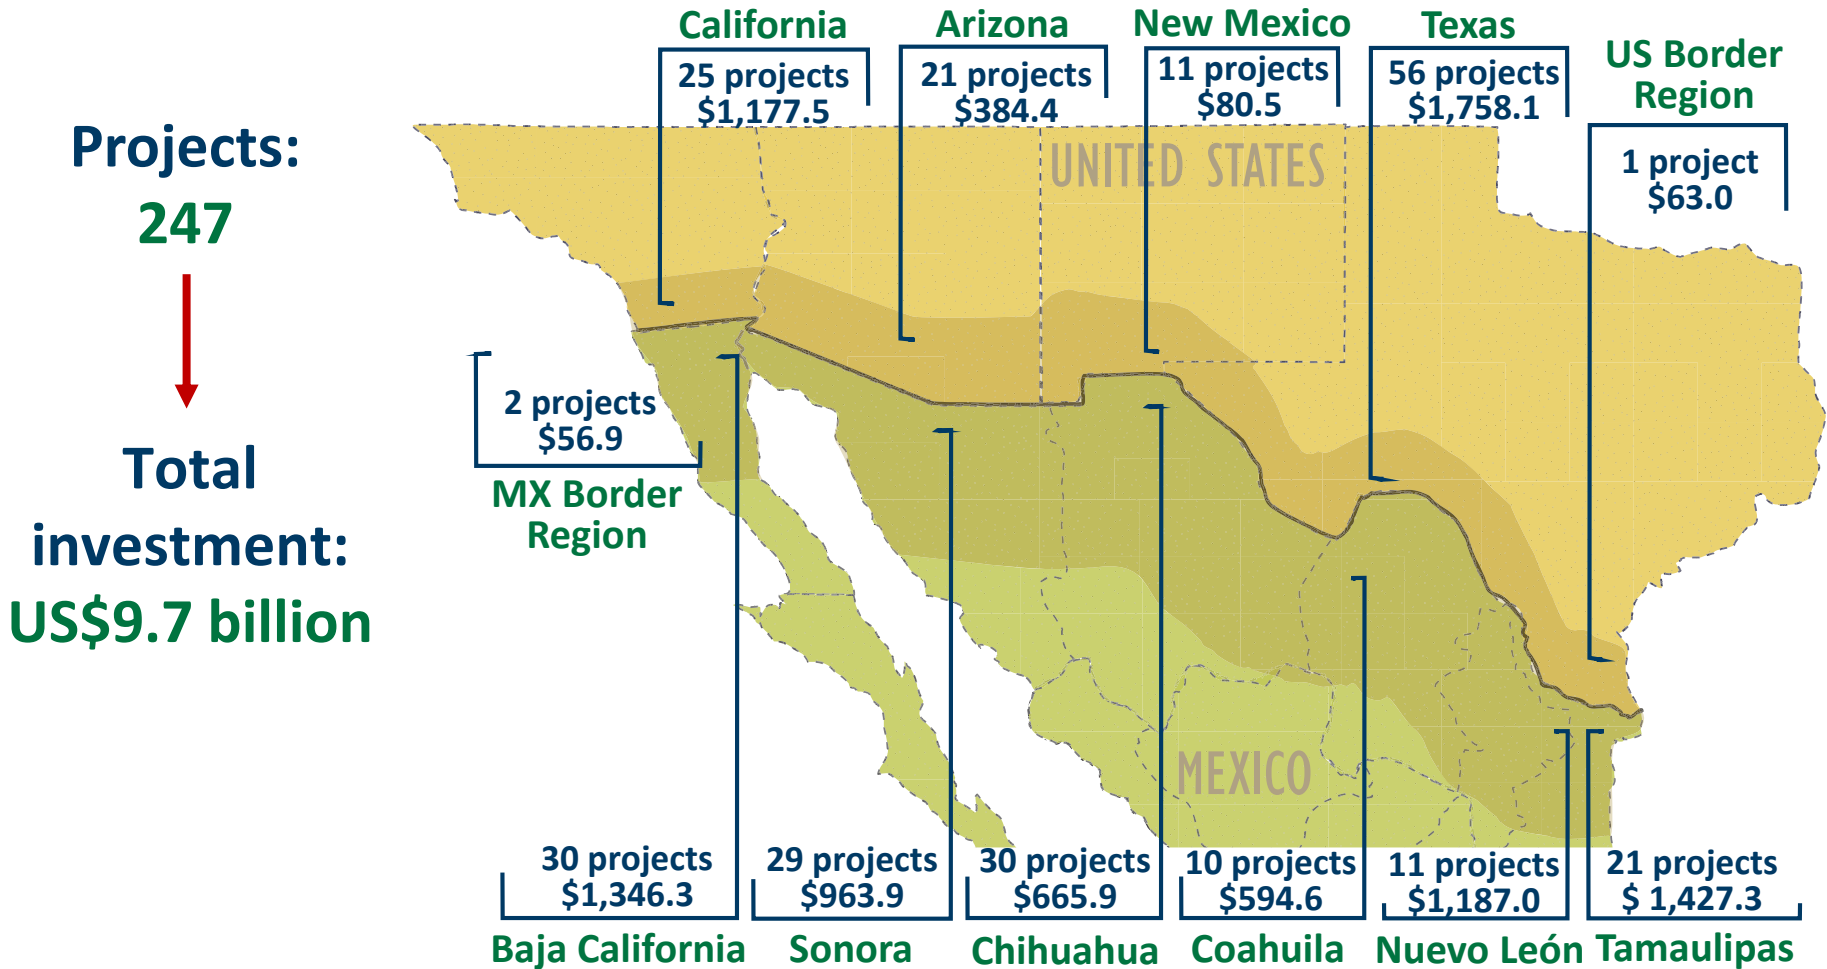 Projects:
247
Total
investment:
US$9.7 billion
California
25 projects
$1,177.5
Arizona
21 projects
$384.4
New Mexico
11 projects
$80.5
Texas
56 projects
$1,758.1
US Border
Region
1 project
$63.0
UNITED STATES
2 projects
$56.9
MX Border
Region
MEXICO
30 projects
$1,346.3
Baja California
29 projects
$963.9
Sonora
30 projects
$665.9
Chihuahua
10 projects
$594.6
Coahuila
11 projects
$1,187.0
Nuevo León
21 projects
$ 1,427.3
Tamaulipas